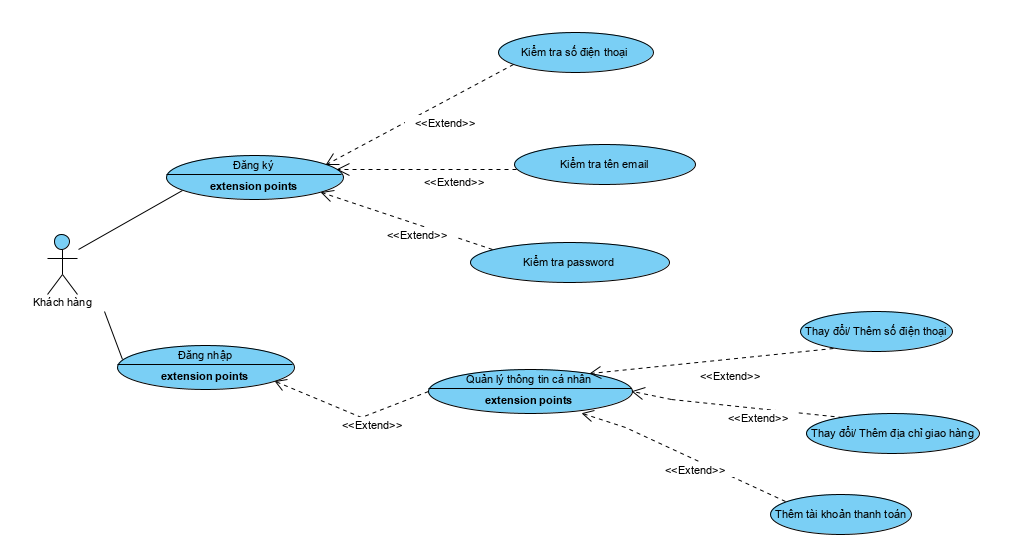 Kiểm tra số điện thoại
<<Extend>>
Đăng ký
extension points
Kiểm tra tên email
<<Extend>>
<<Extend>>
Kiểm tra password
Khách hàng
Đăng nhập
extension points
<<Extend>>
Quản lý thông tin cá nhân
extension points
Thay đổi/ Thêm số điện thoại
<<Extend>>
<<Extend>>
Thay đổi/ Thêm địa chỉ giao hàng
<<Extend>>
Thêm tài khoản thanh toán